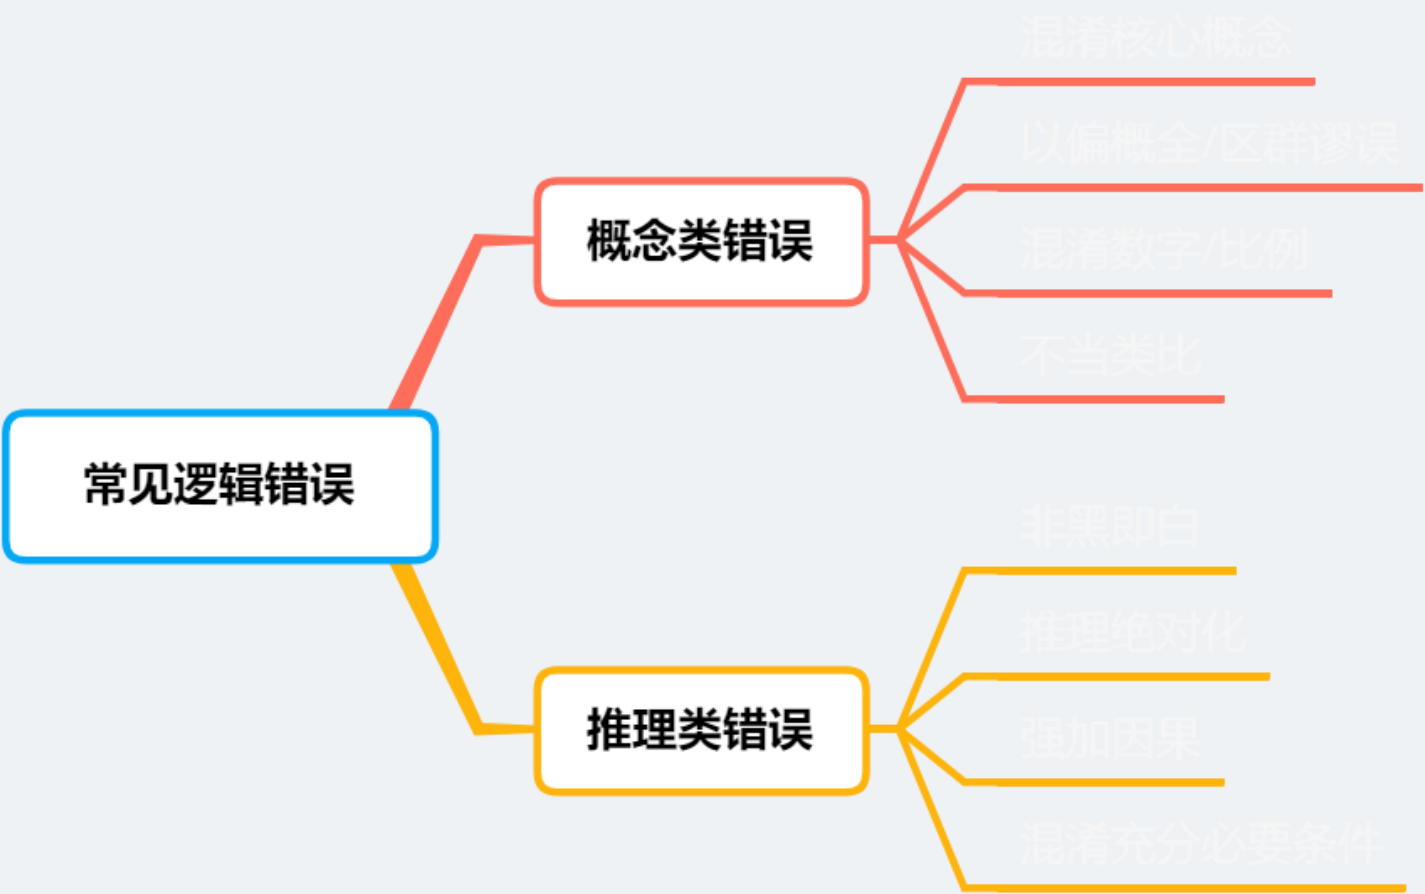 常见逻辑错误
概念类错误
混淆核心概念
以偏概全/区群谬误
混淆数字/比例
不当类比
推理类错误
非黑即白
推理绝对化
强加因果
混淆充分必要条件